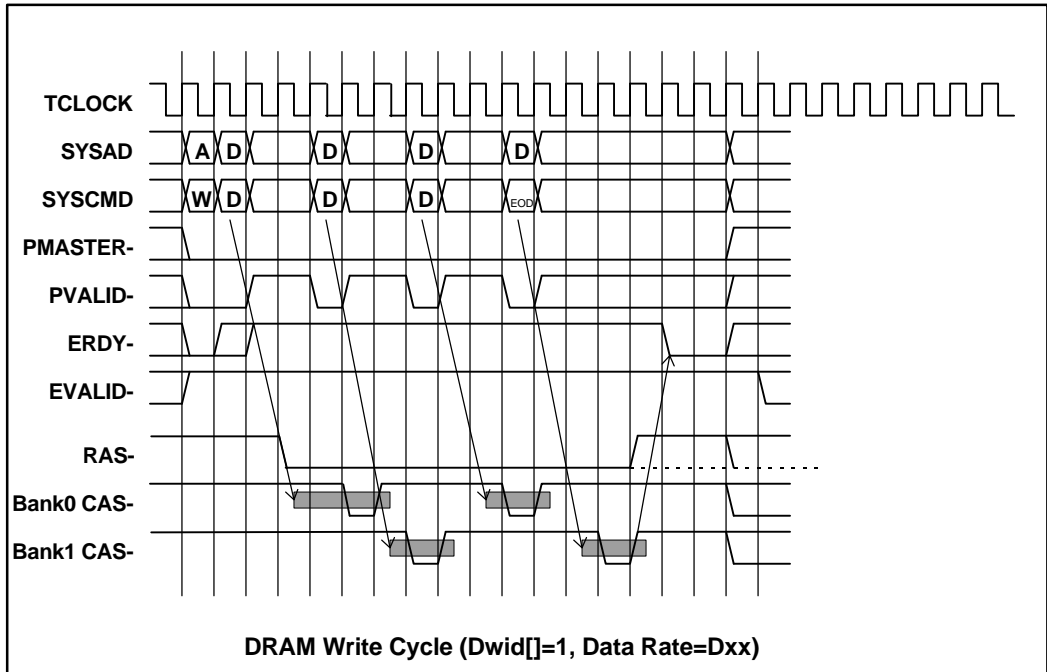 TCLOCK
SYSAD A D D D D
SYSCMD W D D D EOD
PMASTER-
PVALID-
ERDY-
EVALID-
RAS-
Bank0 CAS-
Bank1 CAS-
DRAM Write Cycle (Dwid[]=1, Data Rate=Dxx)